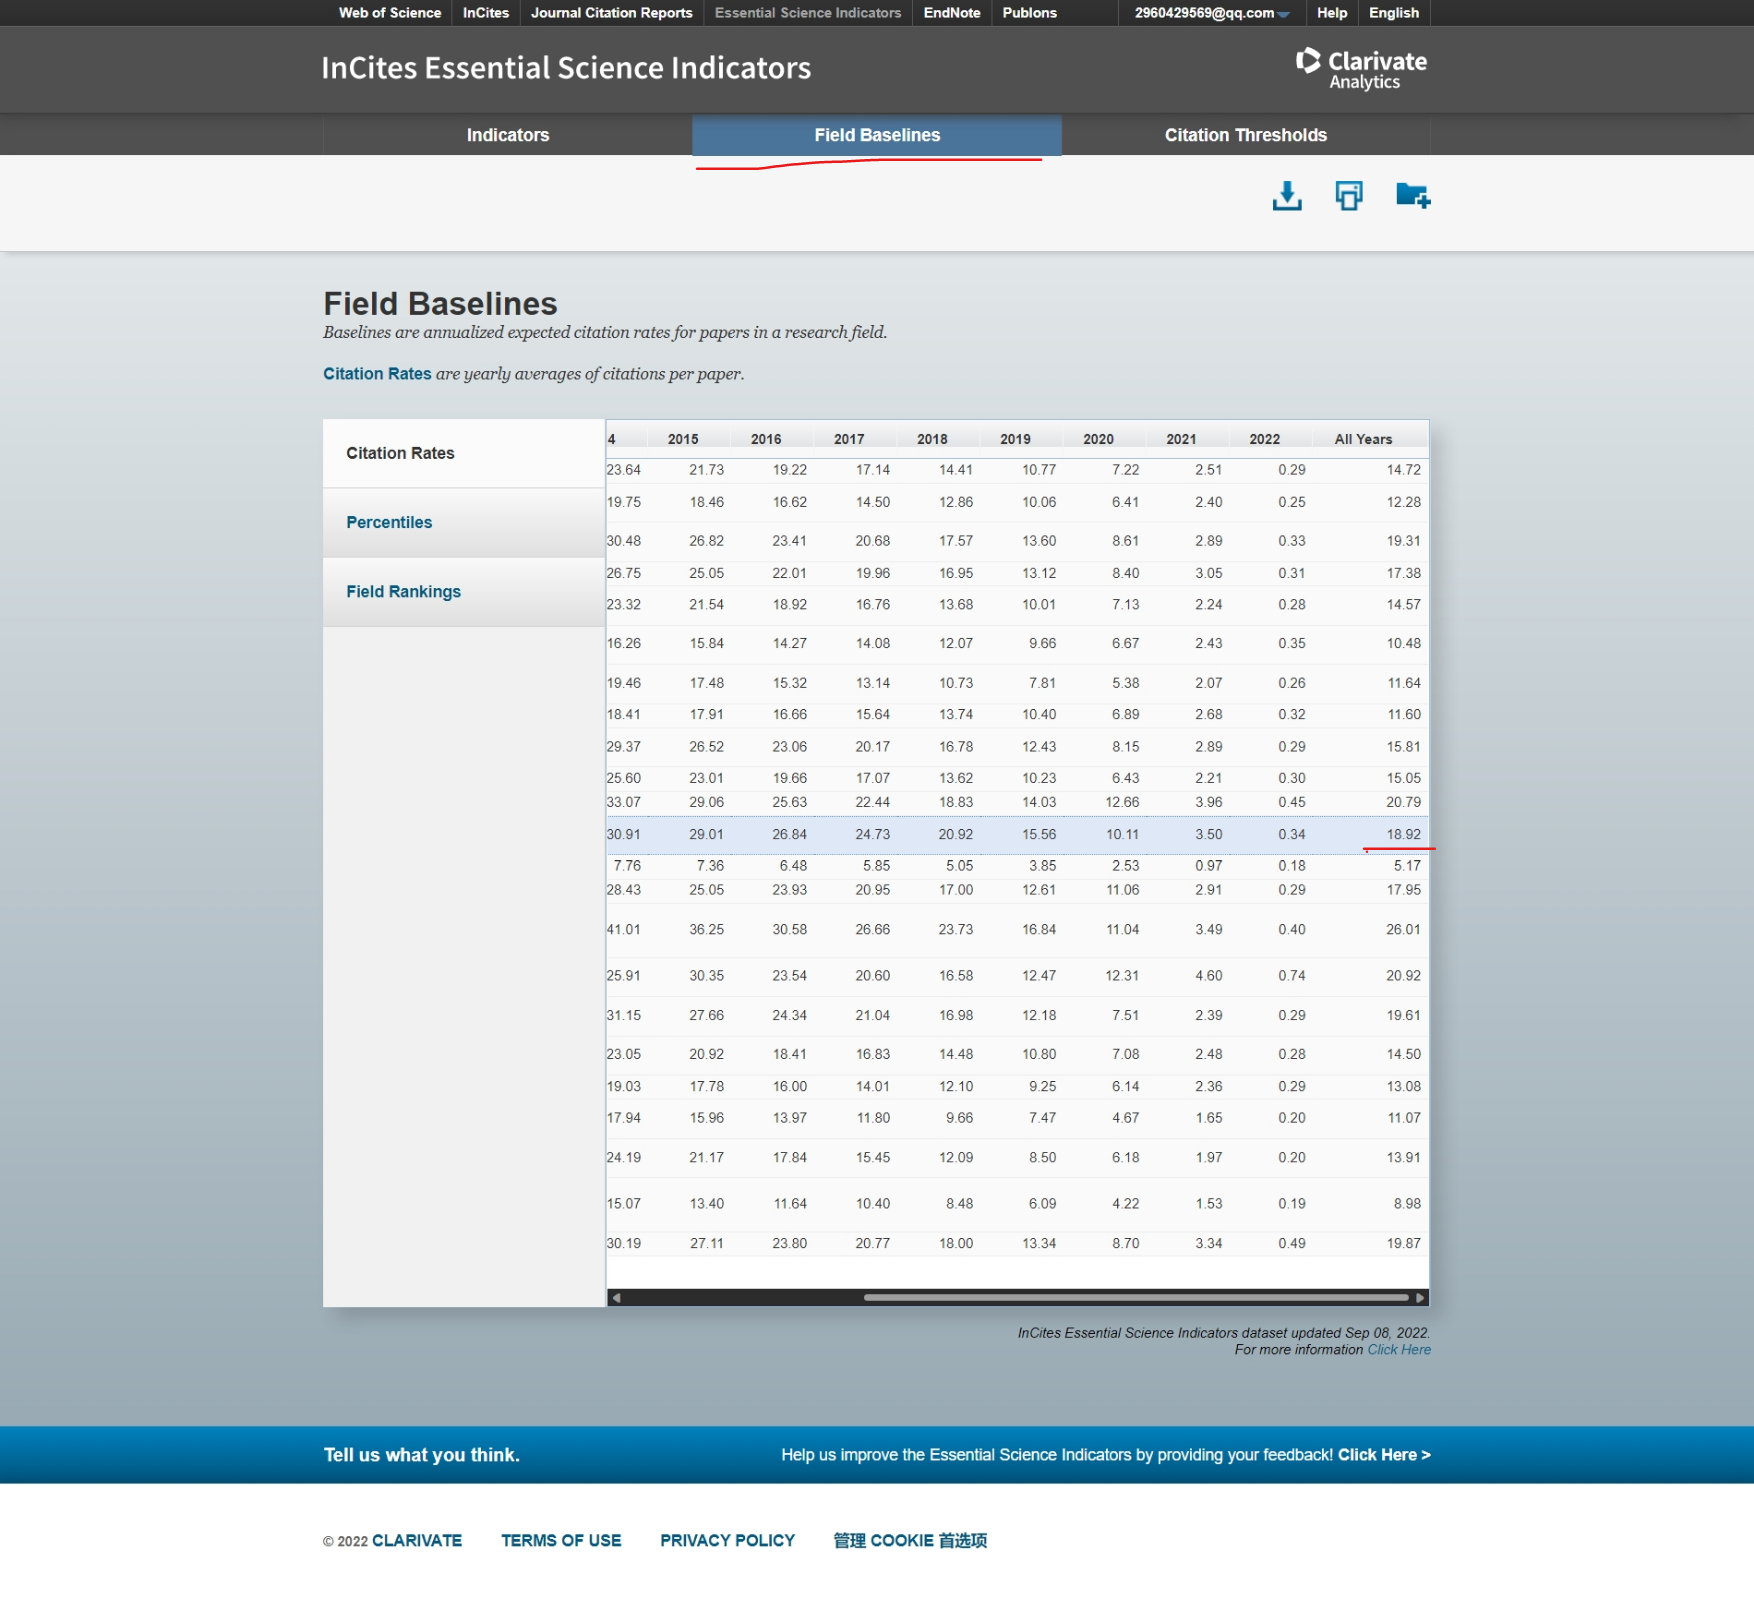 Web of Science InCites Journal Citation Reports Essential Science Indicators EndNote Publons 2960429569@qq.com Help English
InCites Essential Science Indicators
Clarivate
Analytics
Indicators Field Baselines Citation Thresholds
Field Baselines
Baselines are annualized expected citation rates for papers in a research field.
Citation Rates are yearly averages of citations per paper.
Citation Rates
Percentiles
Field Rankings
4 2015 2016 2017 2018 2019 2020 2021 2022 All Years
23.64 21.73 19.22 17.14 14.41 10.77 7.22 2.51 0.29 14.72
19.75 18.46 16.62 14.50 12.86 10.06 6.41 2.40 0.25 12.28
30.48 26.82 23.41 20.68 17.57 13.60 8.61 2.89 0.33 19.31
26.75 25.05 22.01 19.96 16.95 13.12 8.40 3.05 0.31 17.38
23.32 21.54 18.92 16.76 13.68 10.01 7.13 2.24 0.28 14.57
16.26 15.84 14.27 14.08 12.07 9.66 6.67 2.43 0.35 10.48
19.46 17.48 15.32 13.14 10.73 7.81 5.38 2.07 0.26 11.64
18.41 17.91 16.66 15.64 13.74 10.40 6.89 2.68 0.32 11.60
29.37 26.52 23.06 20.17 16.78 12.43 8.15 2.89 0.29 15.81
25.60 23.01 19.66 17.07 13.62 10.23 6.43 2.21 0.30 15.05
33.07 29.06 25.63 22.44 18.83 14.03 12.66 3.96 0.45 20.79
30.91 29.01 26.84 24.73 20.92 15.56 10.11 3.50 0.34 18.92
7.76 7.36 6.48 5.85 5.05 3.85 2.53 0.97 0.18 5.17
28.43 25.05 23.93 20.95 17.00 12.61 11.06 2.91 0.29 17.95
41.01 36.25 30.58 26.66 23.73 16.84 11.04 3.49 0.40 26.01
25.91 30.35 23.54 20.60 16.58 12.47 12.31 4.60 0.74 20.92
31.15 27.66 24.34 21.04 16.98 12.18 7.51 2.39 0.29 19.61
23.05 20.92 18.41 16.83 14.48 10.80 7.08 2.48 0.28 14.50
19.03 17.78 16.00 14.01 12.10 9.25 6.14 2.36 0.29 13.08
17.94 15.96 13.97 11.80 9.66 7.47 4.67 1.65 0.20 11.07
24.19 21.17 17.84 15.45 12.09 8.50 6.18 1.97 0.20 13.91
15.07 13.40 11.64 10.40 8.48 6.09 4.22 1.53 0.19 8.98
30.19 27.11 23.80 20.77 18.00 13.34 8.70 3.34 0.49 19.87
InCites Essential Science Indicators dataset updated Sep 08, 2022.
For more information Click Here
Tell us what you think. Help us improve the Essential Science Indicators by providing your feedback! Click Here >
© 2022 CLARIVATE TERMS OF USE PRIVACY POLICY 管理 COOKIE 首选项